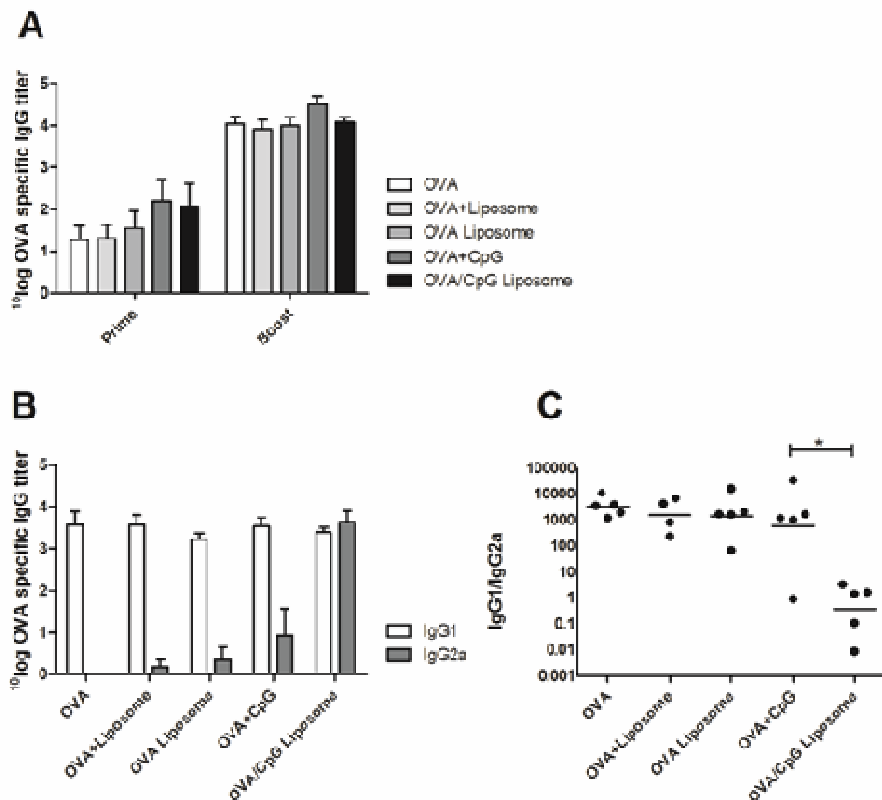 A
¹⁰log OVA specific IgG titer
5
4
3
2
1
0
Prime
Boost
OVA
OVA+Liposome
OVA Liposome
OVA+CpG
OVA/CpG Liposome
B
¹⁰log OVA specific IgG titer
5
4
3
2
1
0
OVA
OVA+Liposome
OVA Liposome
OVA+CpG
OVA/CpG Liposome
IgG1
IgG2a
C
*
IgG1/IgG2a
100000
10000
1000
100
10
1
0.1
0.01
0.001
OVA
OVA+Liposome
OVA Liposome
OVA+CpG
OVA/CpG Liposome